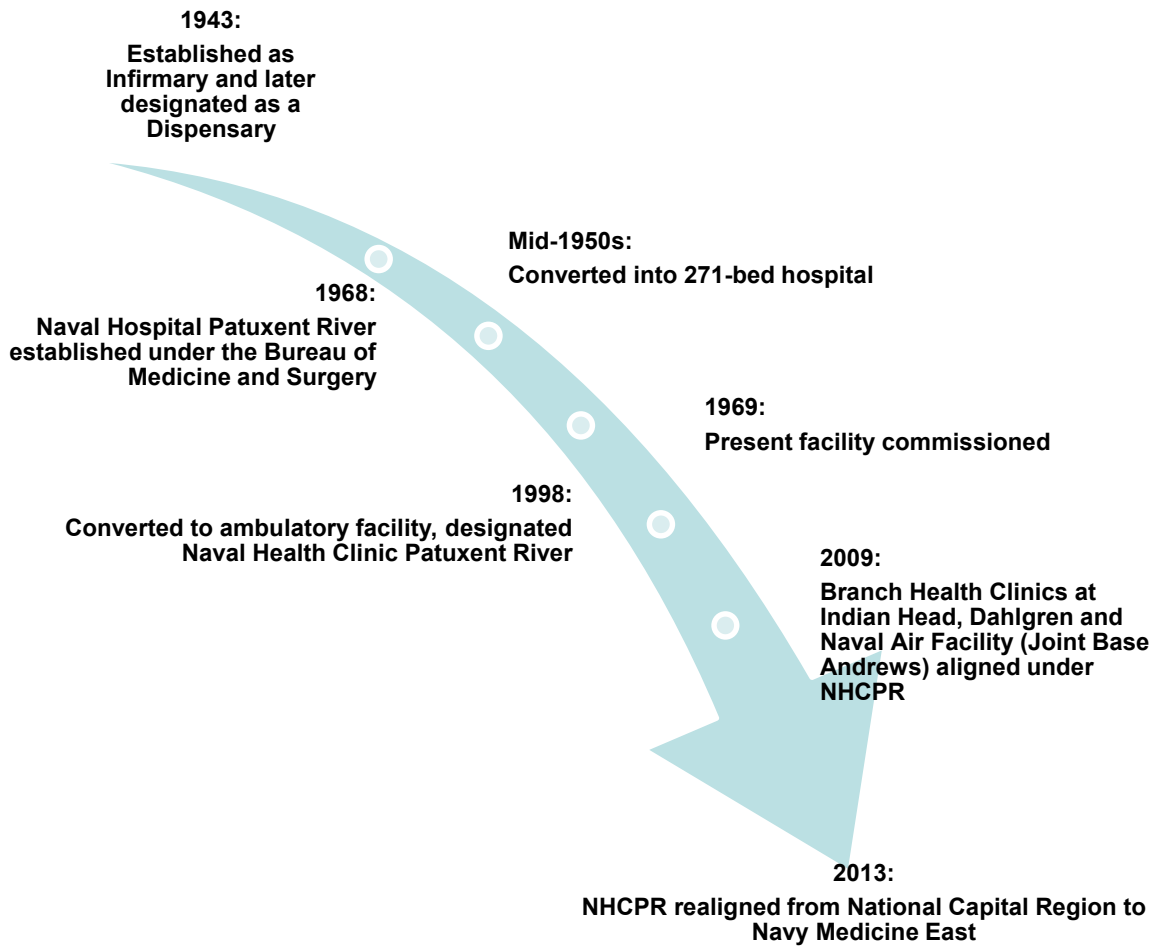 1943:
Established as
Infirmary and later
designated as a
Dispensary
Mid-1950s:
Converted into 271-bed hospital
1968:
Naval Hospital Patuxent River
established under the Bureau of
Medicine and Surgery
1969:
Present facility commissioned
1998:
Converted to ambulatory facility, designated
Naval Health Clinic Patuxent River
2009:
Branch Health Clinics at
Indian Head, Dahlgren and
Naval Air Facility (Joint Base
Andrews) aligned under
NHCPR
2013:
NHCPR realigned from National Capital Region to
Navy Medicine East